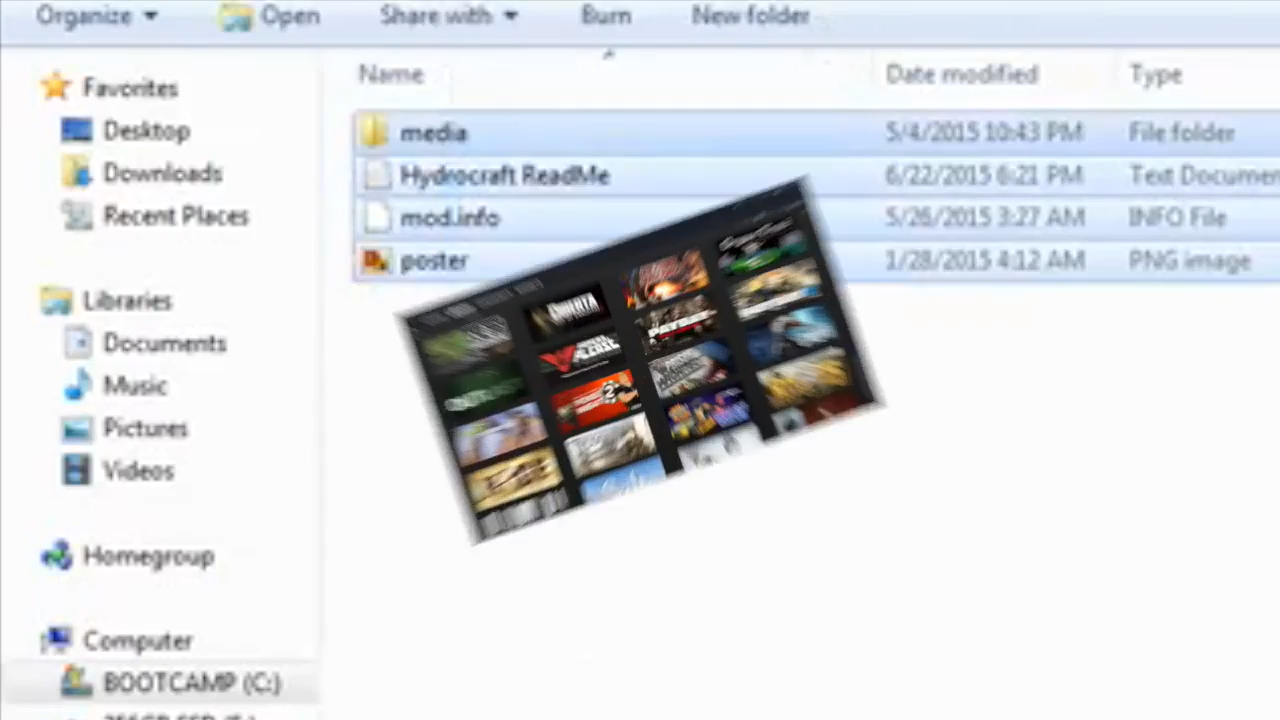 Organize Open Share with Burn New folder
Name Date modified Type
Favorites
Desktop
Downloads
Recent Places
Libraries
Documents
Music
Pictures
Videos
Homegroup
Computer
BOOTCAMP (C:)
media 5/4/2015 10:43 PM File folder
Hydrocraft ReadMe 6/22/2015 6:21 PM Text Documen
mod.info 5/26/2015 3:27 AM INFO File
poster 1/28/2015 4:12 AM PNG image